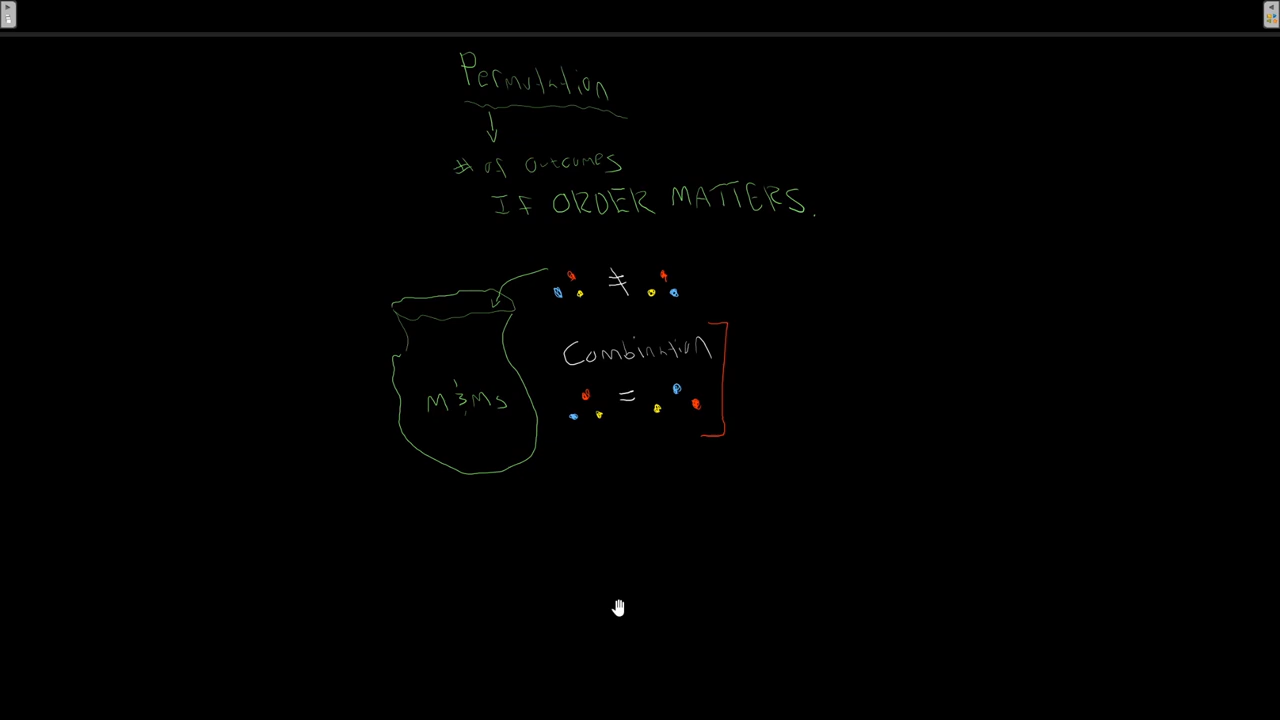 Permutation
# of outcomes
If ORDER MATTERS.
≠
Combination
=
M&Ms